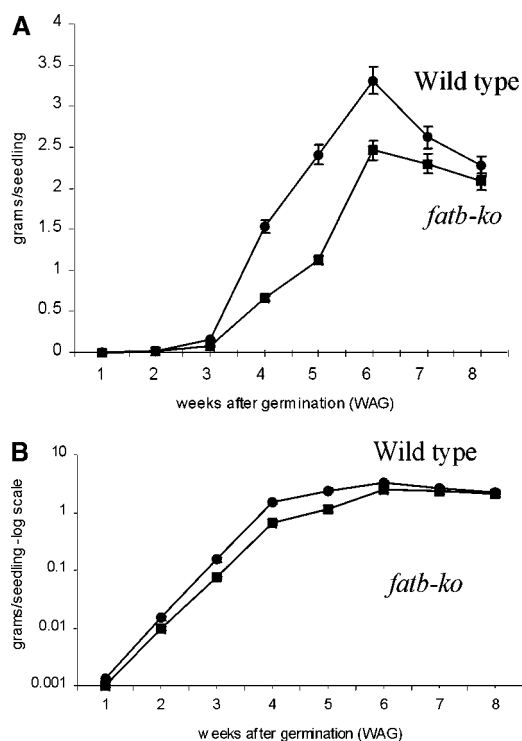 A
4
3.5
3
2.5
2
1.5
1
0.5
0
grams/seedling
Wild type
fatb-ko
1 2 3 4 5 6 7 8
weeks after germination (WAG)
B
10
1
0.1
0.01
0.001
grams/seedling-log scale
Wild type
fatb-ko
1 2 3 4 5 6 7 8
weeks after germination (WAG)